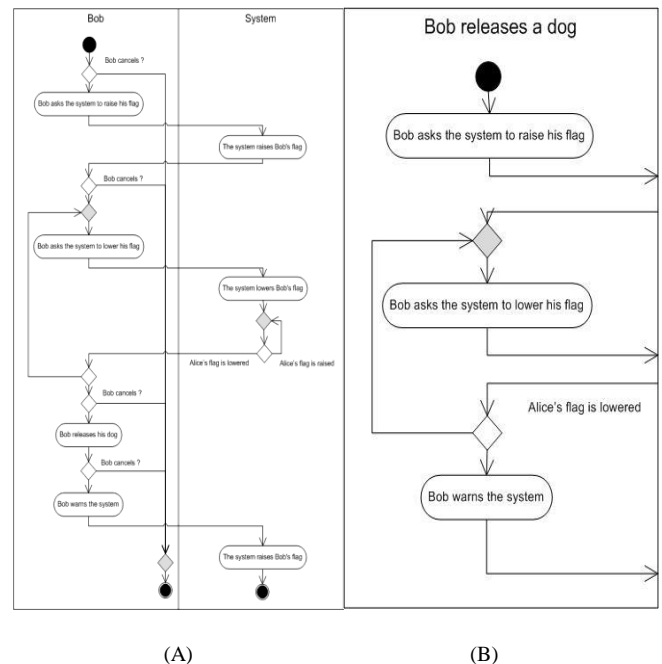 Bob
System
Bob cancels ?
Bob asks the system to raise his flag
The system raises Bob's flag
Bob cancels ?
Bob asks the system to lower his flag
The system lowers Bob's flag
Alice's flag is lowered
Alice's flag is raised
Bob cancels ?
Bob releases his dog
Bob cancels ?
Bob warns the system
The system raises Bob's flag
(A)
Bob releases a dog
Bob asks the system to raise his flag
Bob asks the system to lower his flag
Alice's flag is lowered
Bob warns the system
(B)